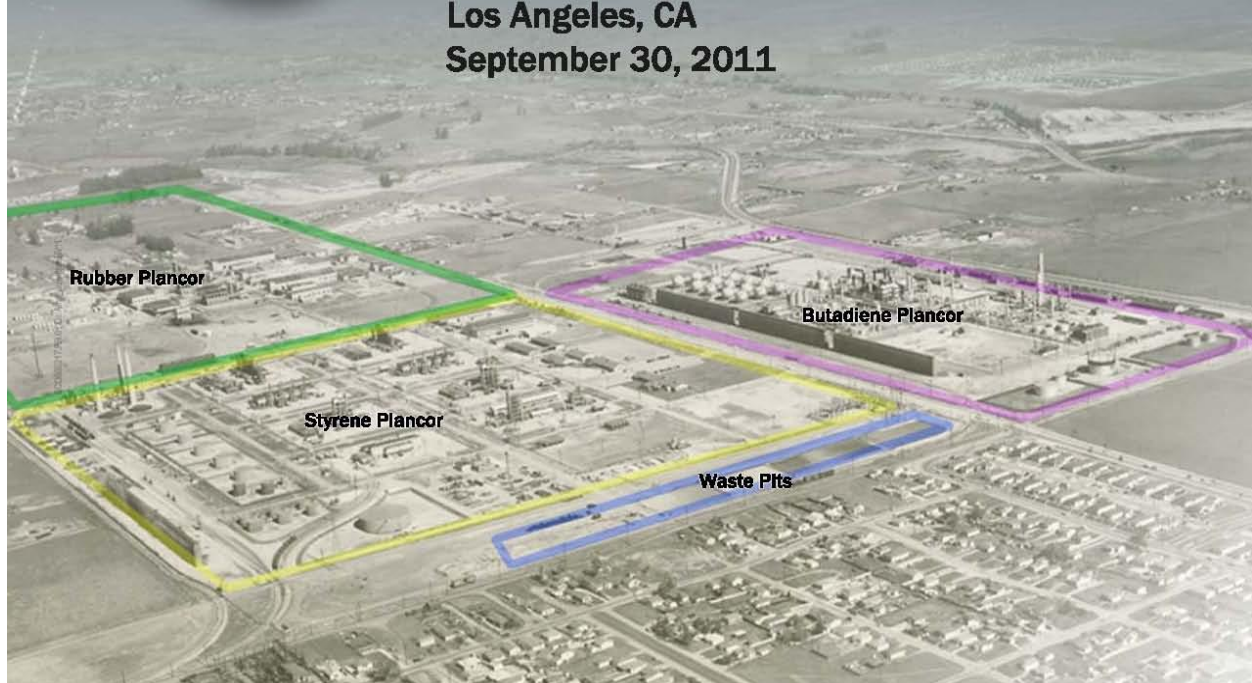 Los Angeles, CA
September 30, 2011
Rubber Plancor
Butadiene Plancor
Styrene Plancor
Waste Pits